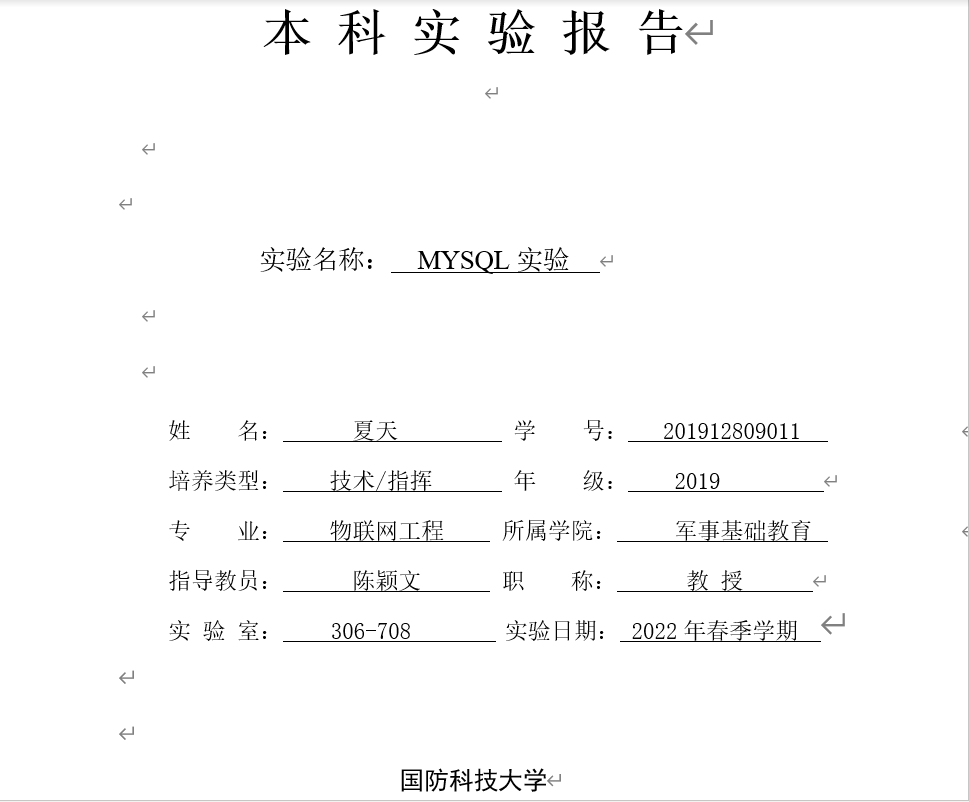 本 科 实 验 报 告
实验名称： MYSQL 实验
姓 名： 夏天 学 号： 201912809011
培养类型： 技术/指挥 年 级： 2019
专 业： 物联网工程 所属学院： 军事基础教育
指导教员： 陈颖文 职 称： 教 授
实 验 室： 306-708 实验日期： 2022 年春季学期
国防科技大学